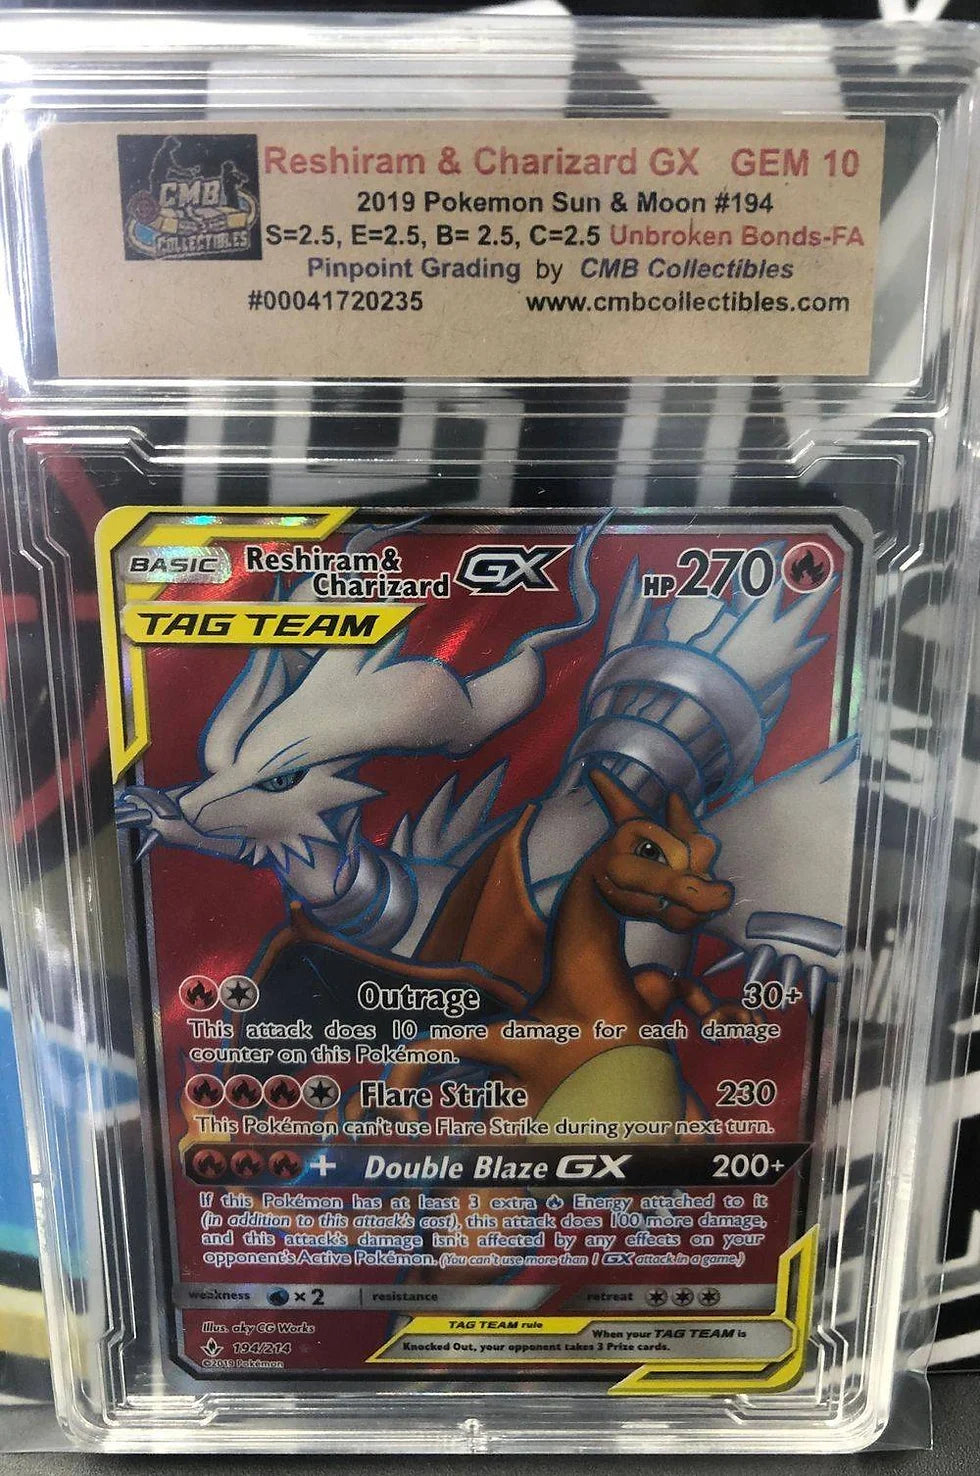 CMB
COLLECTIBLES
Reshiram & Charizard GX GEM 10
2019 Pokemon Sun & Moon #194
S=2.5, E=2.5, B= 2.5, C=2.5 Unbroken Bonds-FA
Pinpoint Grading by CMB Collectibles
#00041720235 www.cmbcollectibles.com
BASIC Reshiram& Charizard GX HP270
TAG TEAM
Outrage 30+
This attack does 10 more damage for each damage
counter on this Pokémon.
Flare Strike 230
This Pokémon can't use Flare Strike during your next turn.
+ Double Blaze GX 200+
If this Pokémon has at least 3 extra Energy attached to it
(in addition to this attack's cost), this attack does 100 more damage,
and this attack's damage isn't affected by any effects on your
opponent's Active Pokémon. (You can't use more than 1 GX attack in a game.)
weakness ×2 resistance retreat
Illus. aky CG Works
194/214
©2019 Pokémon
TAG TEAM rule
When your TAG TEAM is
Knocked Out, your opponent takes 3 Prize cards.